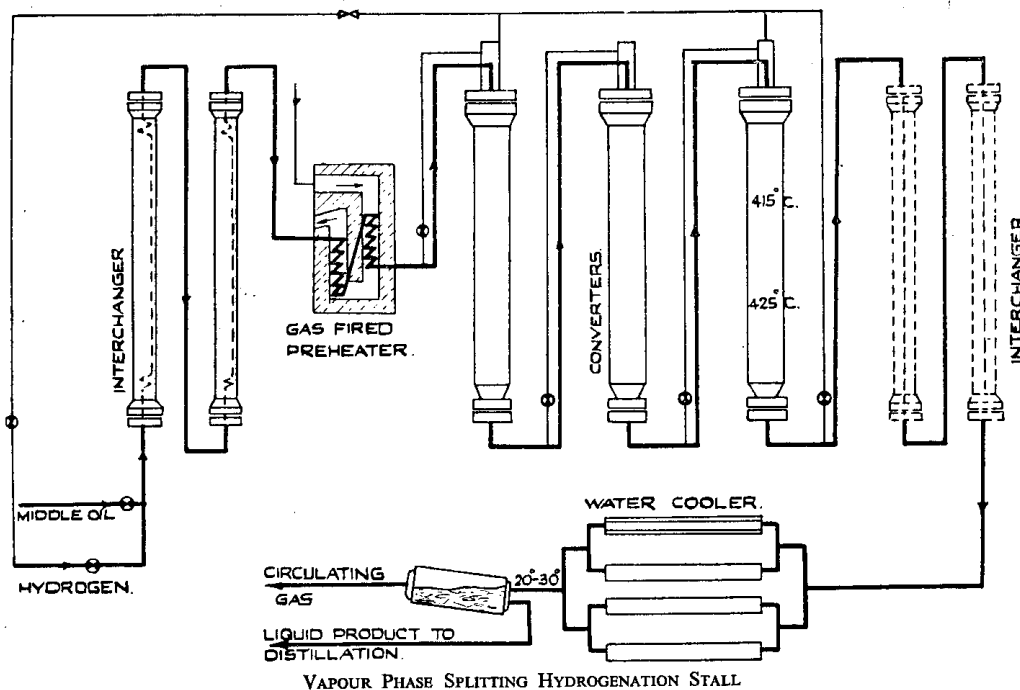 INTERCHANGER
GAS FIRED
PREHEATER.
CONVERTERS.
415° C.
425° C.
INTERCHANGER
MIDDLE OIL
HYDROGEN.
WATER COOLER.
CIRCULATING
GAS
20°-30°
LIQUID PRODUCT TO
DISTILLATION.
VAPOUR PHASE SPLITTING HYDROGENATION STALL